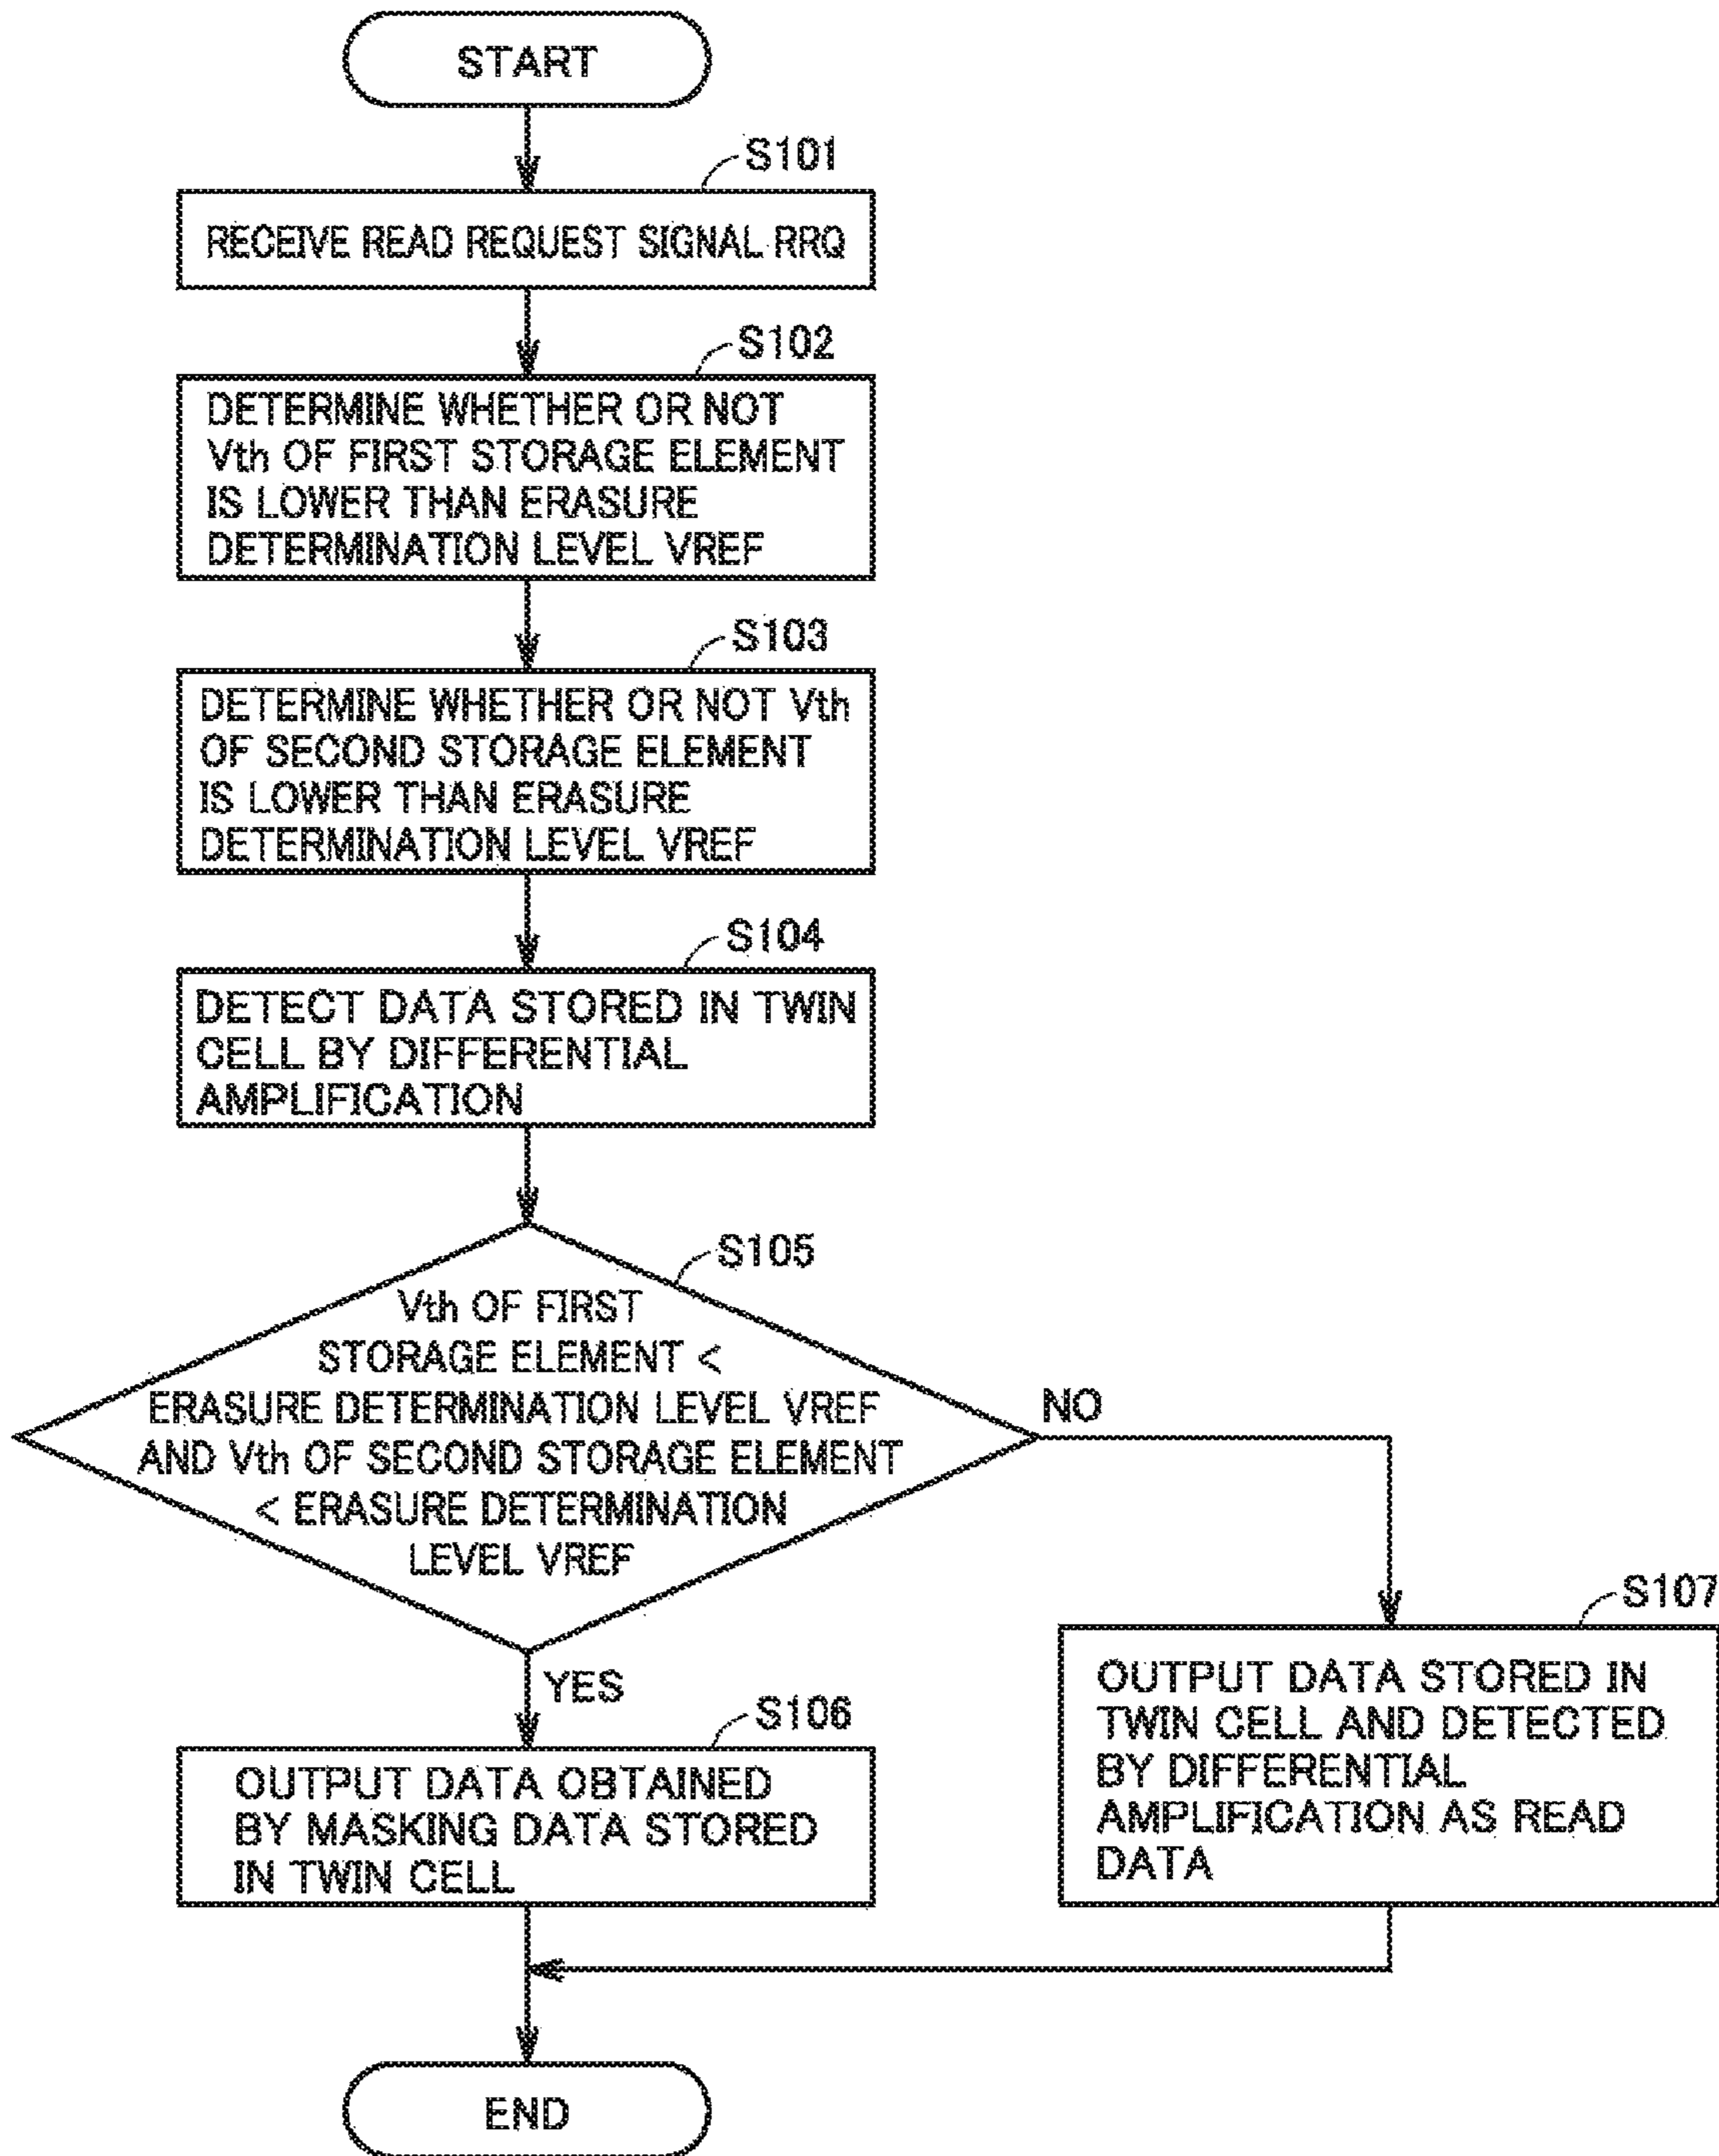 START
S101
RECEIVE READ REQUEST SIGNAL RRQ
S102
DETERMINE WHETHER OR NOT
Vth OF FIRST STORAGE ELEMENT
IS LOWER THAN ERASURE
DETERMINATION LEVEL VREF
S103
DETERMINE WHETHER OR NOT Vth
OF SECOND STORAGE ELEMENT
IS LOWER THAN ERASURE
DETERMINATION LEVEL VREF
S104
DETECT DATA STORED IN TWIN
CELL BY DIFFERENTIAL
AMPLIFICATION
S105
Vth OF FIRST
STORAGE ELEMENT <
ERASURE DETERMINATION LEVEL VREF
AND Vth OF SECOND STORAGE ELEMENT
< ERASURE DETERMINATION
LEVEL VREF
NO
YES
S106
OUTPUT DATA OBTAINED
BY MASKING DATA STORED
IN TWIN CELL
S107
OUTPUT DATA STORED IN
TWIN CELL AND DETECTED
BY DIFFERENTIAL
AMPLIFICATION AS READ
DATA
END